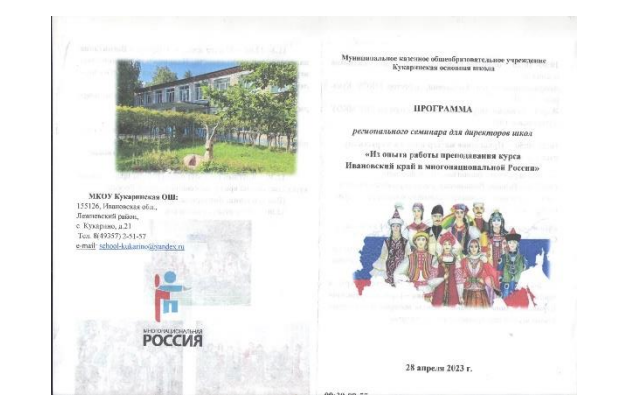 МКОУ Кукаринская ОШ:
155126, Ивановская обл.,
Лежневский район,
с. Кукарино, д.21
Тел. 8(49357) 2-51-57
e-mail: school-kukarino@yandex.ru
МНОГОНАЦИОНАЛЬНАЯ
РОССИЯ
Муниципальное казенное общеобразовательное учреждение
Кукаринская основная школа
ПРОГРАММА
регионального семинара для директоров школ
«Из опыта работы преподавания курса
Ивановский край в многонациональной России»
28 апреля 2023 г.